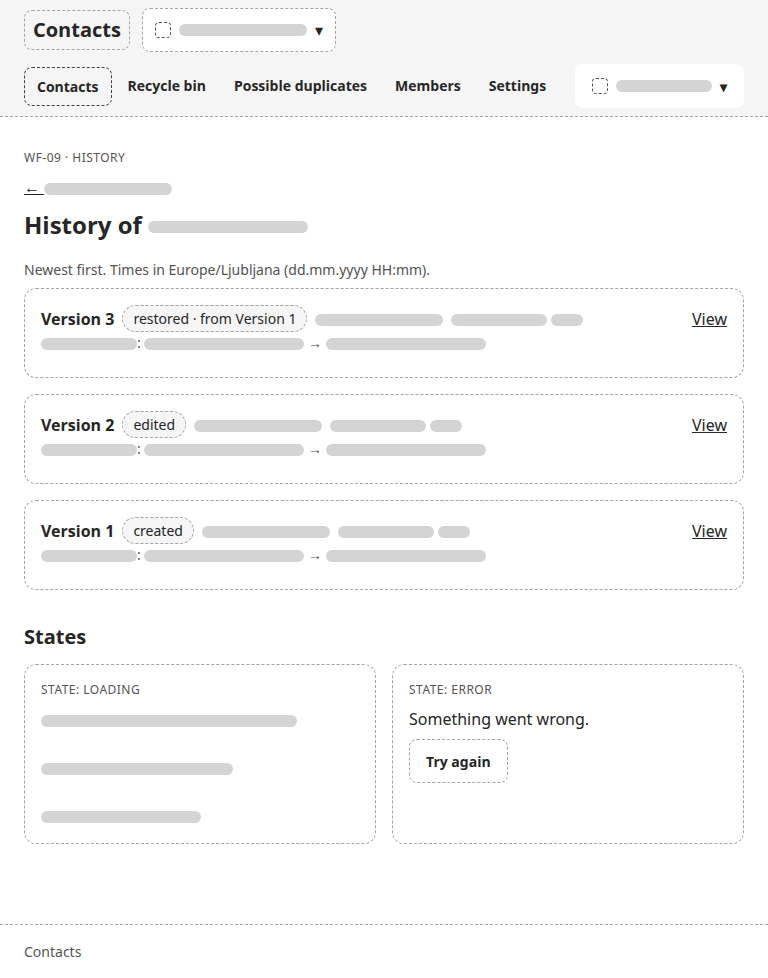 Contacts ▾
Contacts Recycle bin Possible duplicates Members Settings ▾
WF-09 · HISTORY
←
History of
Newest first. Times in Europe/Ljubljana (dd.mm.yyyy HH:mm).
Version 3 restored · from Version 1 View
: →
Version 2 edited View
: →
Version 1 created View
: →
States
STATE: LOADING
STATE: ERROR
Something went wrong.
Try again
Contacts